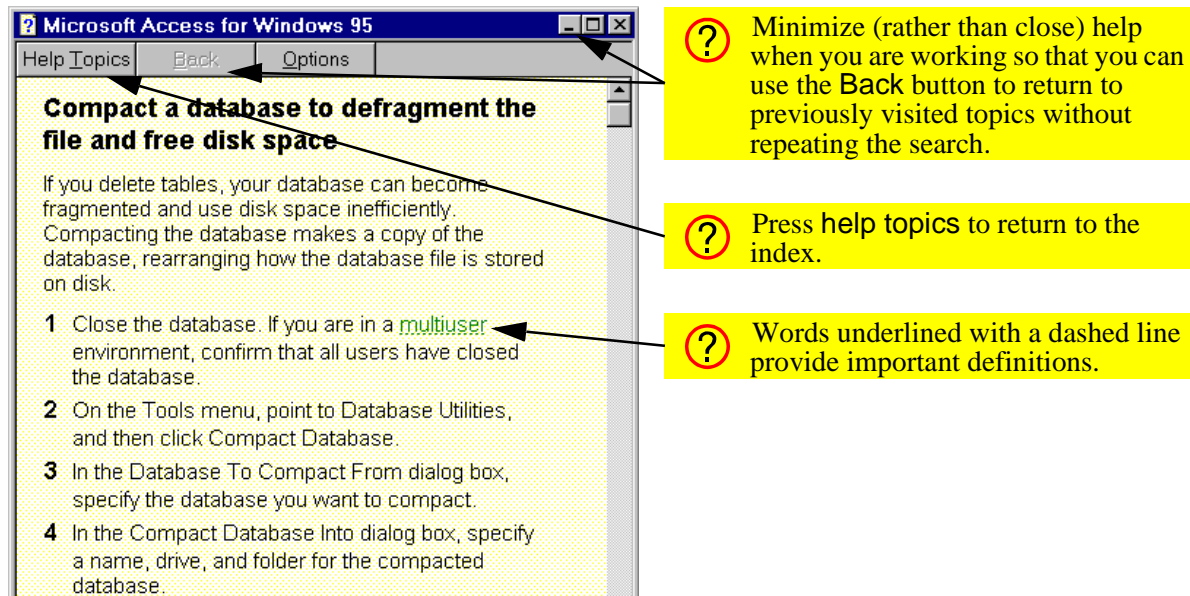 Microsoft Access for Windows 95
Help Topics Back Options
Compact a database to defragment the
file and free disk space
If you delete tables, your database can become
fragmented and use disk space inefficiently.
Compacting the database makes a copy of the
database, rearranging how the database file is stored
on disk.
1 Close the database. If you are in a multiuser
environment, confirm that all users have closed
the database.
2 On the Tools menu, point to Database Utilities,
and then click Compact Database.
3 In the Database To Compact From dialog box,
specify the database you want to compact.
4 In the Compact Database Into dialog box, specify
a name, drive, and folder for the compacted
database.
? Minimize (rather than close) help
when you are working so that you can
use the Back button to return to
previously visited topics without
repeating the search.
? Press help topics to return to the
index.
? Words underlined with a dashed line
provide important definitions.